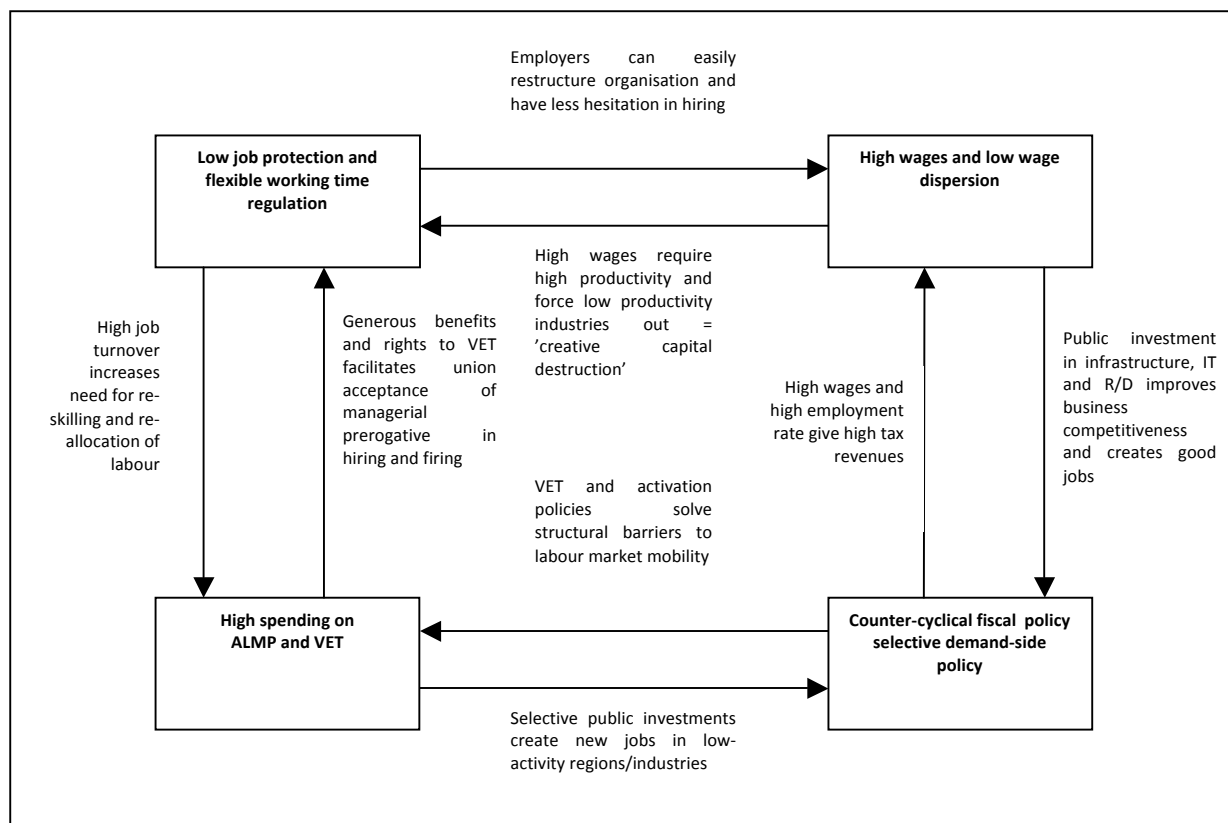 Employers can easily
restructure organisation and
have less hesitation in hiring
Low job protection and
flexible working time
regulation
High wages and low wage
dispersion
High wages require
high productivity and
force low productivity
industries out =
’creative capital
destruction’
High job
turnover
increases
need for re-
skilling and re-
allocation of
labour
Generous benefits
and rights to VET
facilitates union
acceptance of
managerial
prerogative in
hiring and firing
High wages and
high employment
rate give high tax
revenues
Public investment
in infrastructure, IT
and R/D improves
business
competitiveness
and creates good
jobs
VET and activation
policies solve
structural barriers to
labour market mobility
High spending on
ALMP and VET
Counter-cyclical fiscal policy
selective demand-side
policy
Selective public investments
create new jobs in low-
activity regions/industries